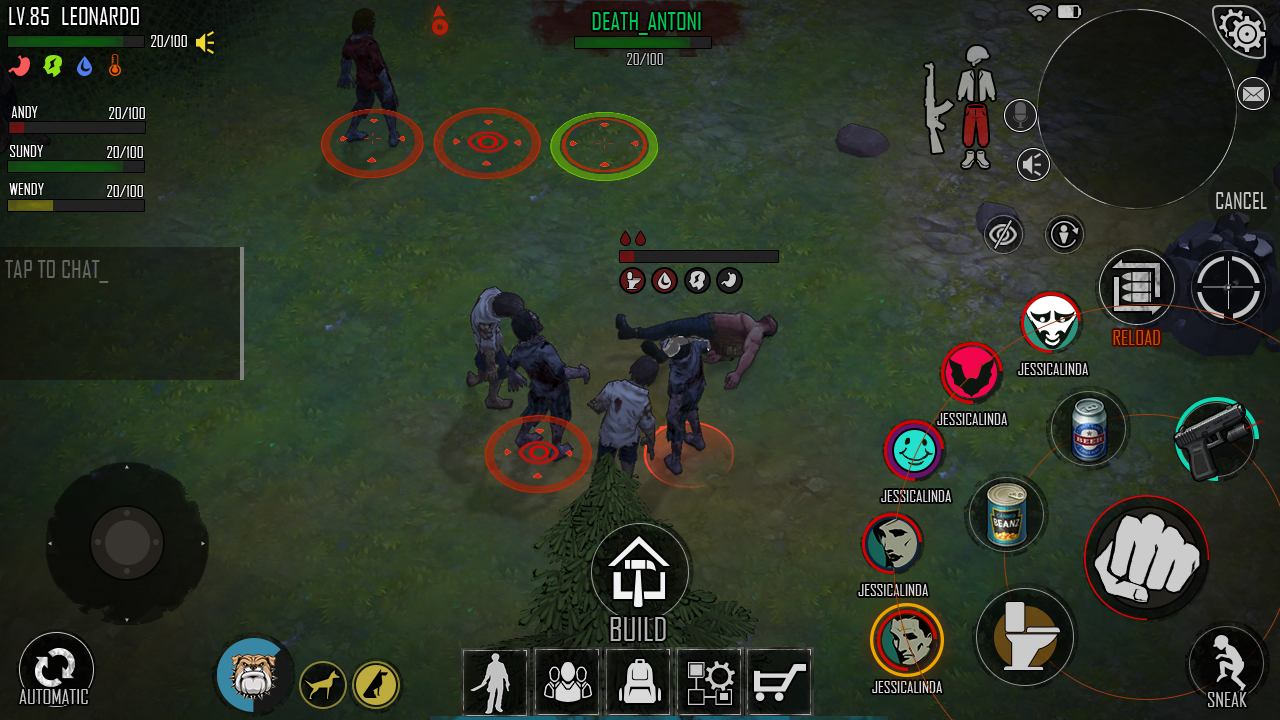 LV.85 LEONARDO
20/100
ANDY 20/100
SUNDY 20/100
WENDY 20/100
TAP TO CHAT_
DEATH_ANTONI
20/100
CANCEL
RELOAD
JESSICALINDA
JESSICALINDA
JESSICALINDA
JESSICALINDA
JESSICALINDA
BEER
BEANZ
BUILD
AUTOMATIC
SNEAK